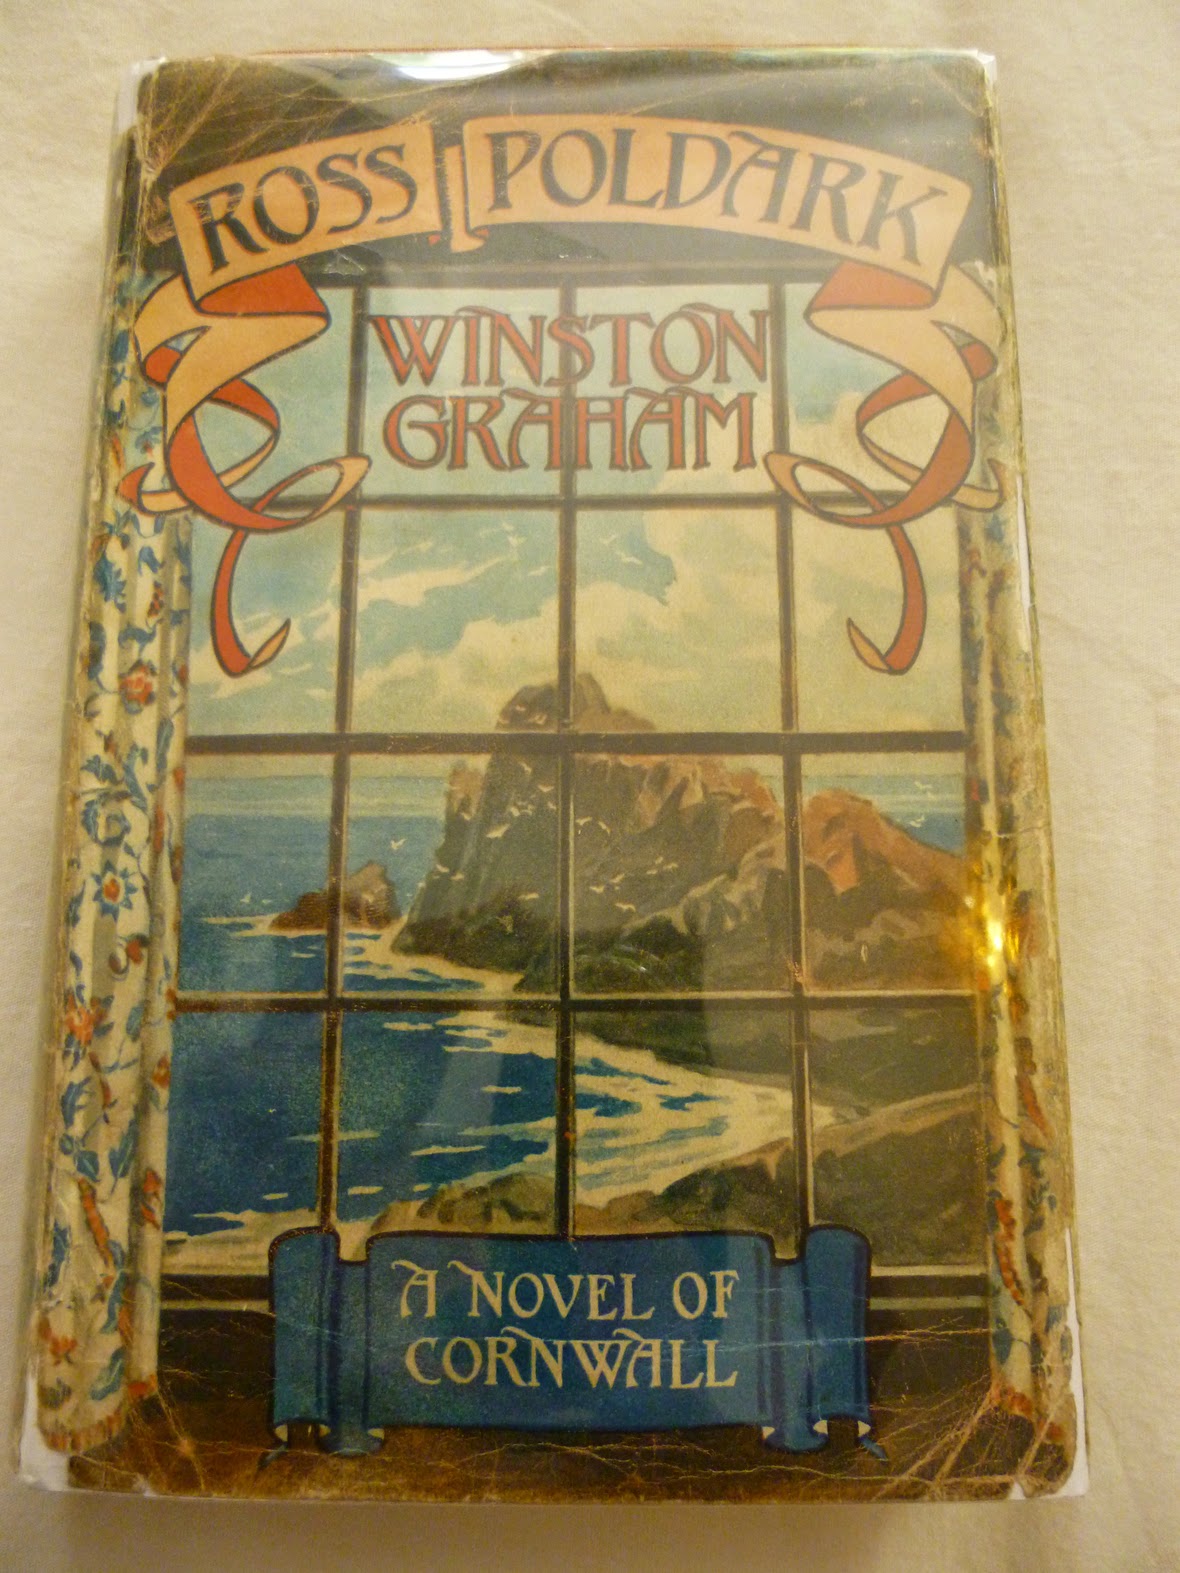 ROSS POLDARK
WINSTON
GRAHAM
A NOVEL OF
CORNWALL